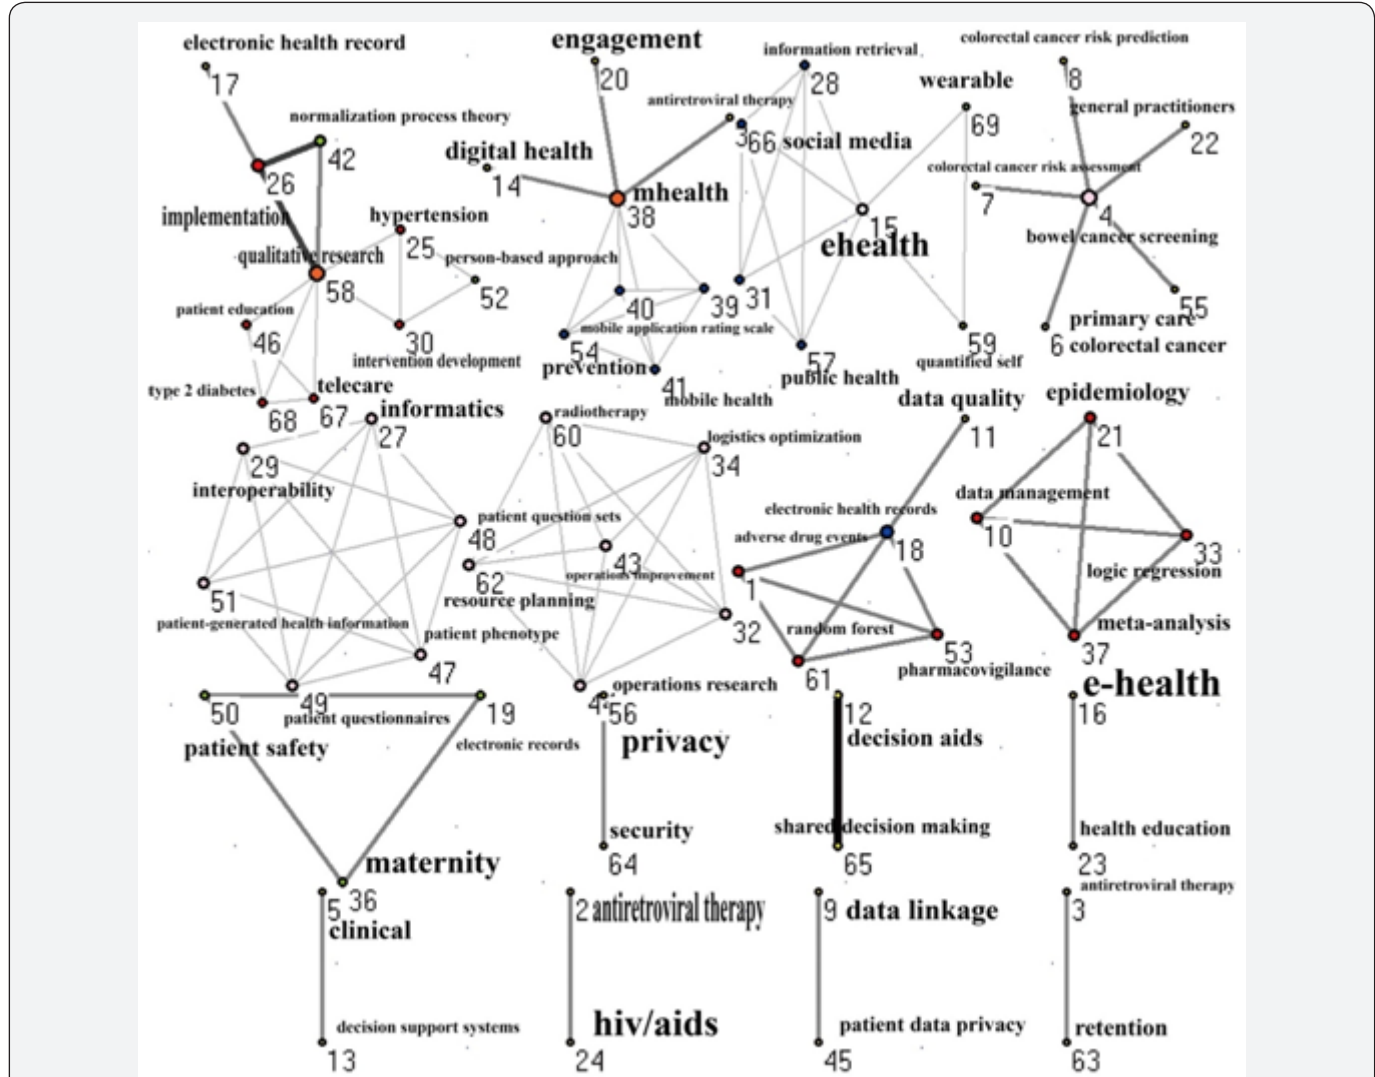 electronic health record
17
engagement
20
information retrieval
28
colorectal cancer risk prediction
8
wearable
69
normalization process theory
42
antiretroviral therapy
3
66 social media
general practitioners
22
digital health
14
26
mhealth
38
colorectal cancer risk assessment
7
4
implementation
hypertension
25
15
ehealth
bowel cancer screening
qualitative research
58
person-based approach
52
40
39
31
55
patient education
46
30
intervention development
mobile application rating scale
54
prevention
57
public health
59
quantified self
primary care
6 colorectal cancer
type 2 diabetes
68
telecare
67
41
mobile health
informatics
27
radiotherapy
60
logistics optimization
34
data quality
11
epidemiology
21
29
interoperability
patient question sets
48
43
operations improvement
62
resource planning
electronic health records
18
adverse drug events
1
data management
10
33
logic regression
51
patient-generated health information
patient phenotype
47
32
random forest
61
53
pharmacovigilance
meta-analysis
37
49
patient questionnaires
50
patient safety
19
electronic records
operations research
56
privacy
12
decision aids
e-health
16
security
64
shared decision making
65
health education
23
maternity
36
5
clinical
2 antiretroviral therapy
9 data linkage
antiretroviral therapy
3
decision support systems
13
hiv/aids
24
patient data privacy
45
retention
63